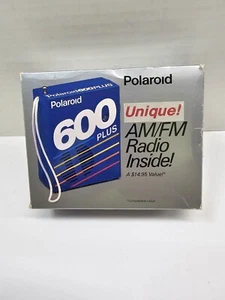 Polaroid
Unique!
AM/FM
Radio
Inside!
A $14.95 Value!*
Polaroid600PLUS
Polaroid
600
PLUS